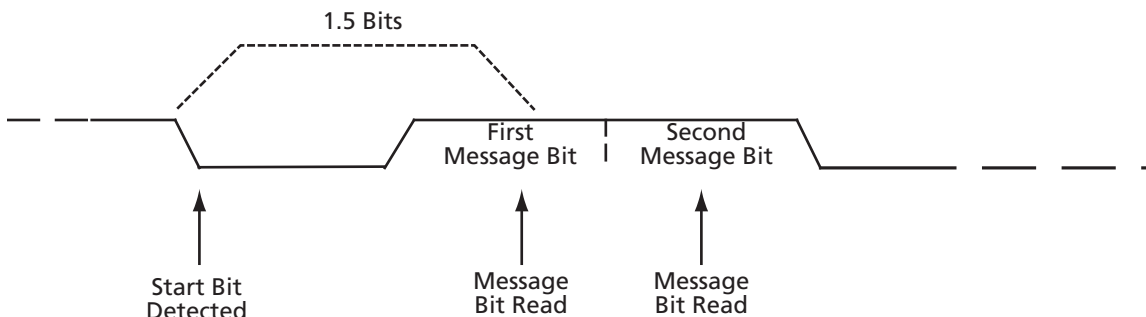 1.5 Bits
First
Message Bit
Second
Message Bit
Start Bit
Detected
Message
Bit Read
Message
Bit Read